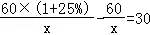 60×(1+25%)/x - 60/x =30